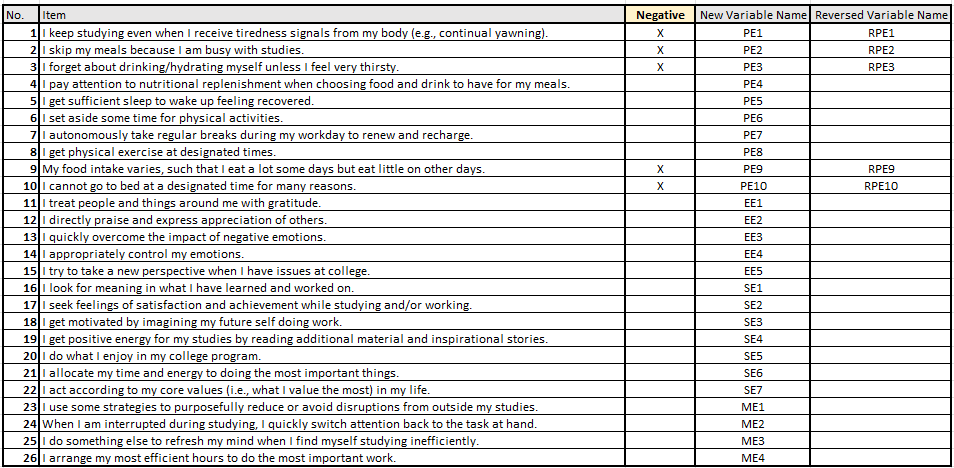 No. Item Negative New Variable Name Reversed Variable Name
1 I keep studying even when I receive tiredness signals from my body (e.g., continual yawning). X PE1 RPE1
2 I skip my meals because I am busy with studies. X PE2 RPE2
3 I forget about drinking/hydrating myself unless I feel very thirsty. X PE3 RPE3
4 I pay attention to nutritional replenishment when choosing food and drink to have for my meals. PE4
5 I get sufficient sleep to wake up feeling recovered. PE5
6 I set aside some time for physical activities. PE6
7 I autonomously take regular breaks during my workday to renew and recharge. PE7
8 I get physical exercise at designated times. PE8
9 My food intake varies, such that I eat a lot some days but eat little on other days. X PE9 RPE9
10 I cannot go to bed at a designated time for many reasons. X PE10 RPE10
11 I treat people and things around me with gratitude. EE1
12 I directly praise and express appreciation of others. EE2
13 I quickly overcome the impact of negative emotions. EE3
14 I appropriately control my emotions. EE4
15 I try to take a new perspective when I have issues at college. EE5
16 I look for meaning in what I have learned and worked on. SE1
17 I seek feelings of satisfaction and achievement while studying and/or working. SE2
18 I get motivated by imagining my future self doing work. SE3
19 I get positive energy for my studies by reading additional material and inspirational stories. SE4
20 I do what I enjoy in my college program. SE5
21 I allocate my time and energy to doing the most important things. SE6
22 I act according to my core values (i.e., what I value the most) in my life. SE7
23 I use some strategies to purposefully reduce or avoid disruptions from outside my studies. ME1
24 When I am interrupted during studying, I quickly switch attention back to the task at hand. ME2
25 I do something else to refresh my mind when I find myself studying inefficiently. ME3
26 I arrange my most efficient hours to do the most important work. ME4